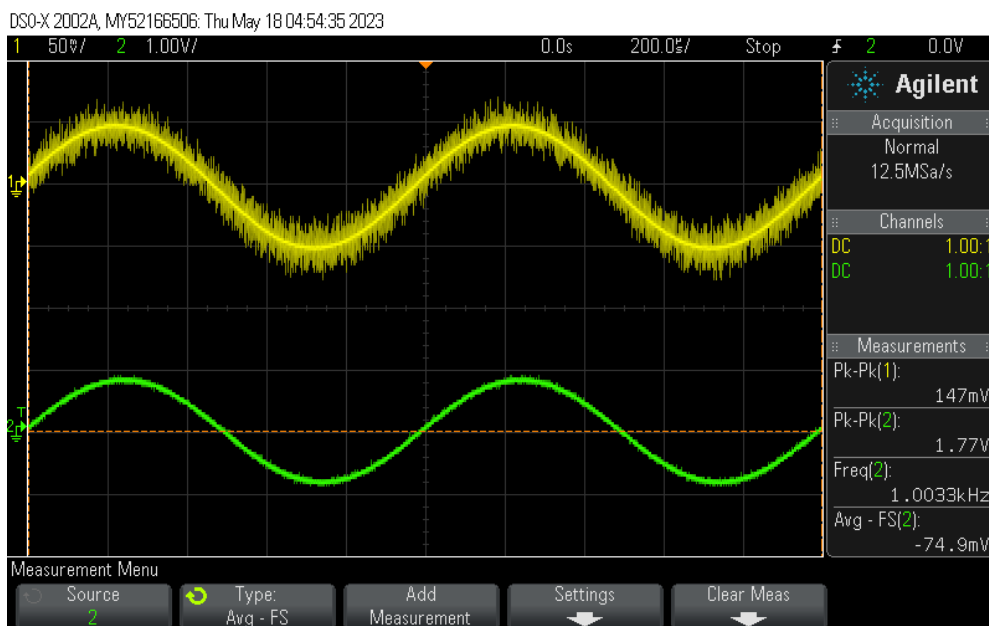 DSO-X 2002A, MY52166506: Thu May 18 04:54:35 2023
1 50mV/ 2 1.00V/ 0.0s 200.0µs/ Stop 2 0.0V
Agilent
Acquisition
Normal
12.5MSa/s
Channels
DC 1.00:1
DC 1.00:1
Measurements
Pk-Pk(1):
147mV
Pk-Pk(2):
1.77V
Freq(2):
1.0033kHz
Avg - FS(2):
-74.9mV
1
T
2
Measurement Menu
Source
2
Type:
Avg - FS
Add
Measurement
Settings
Clear Meas